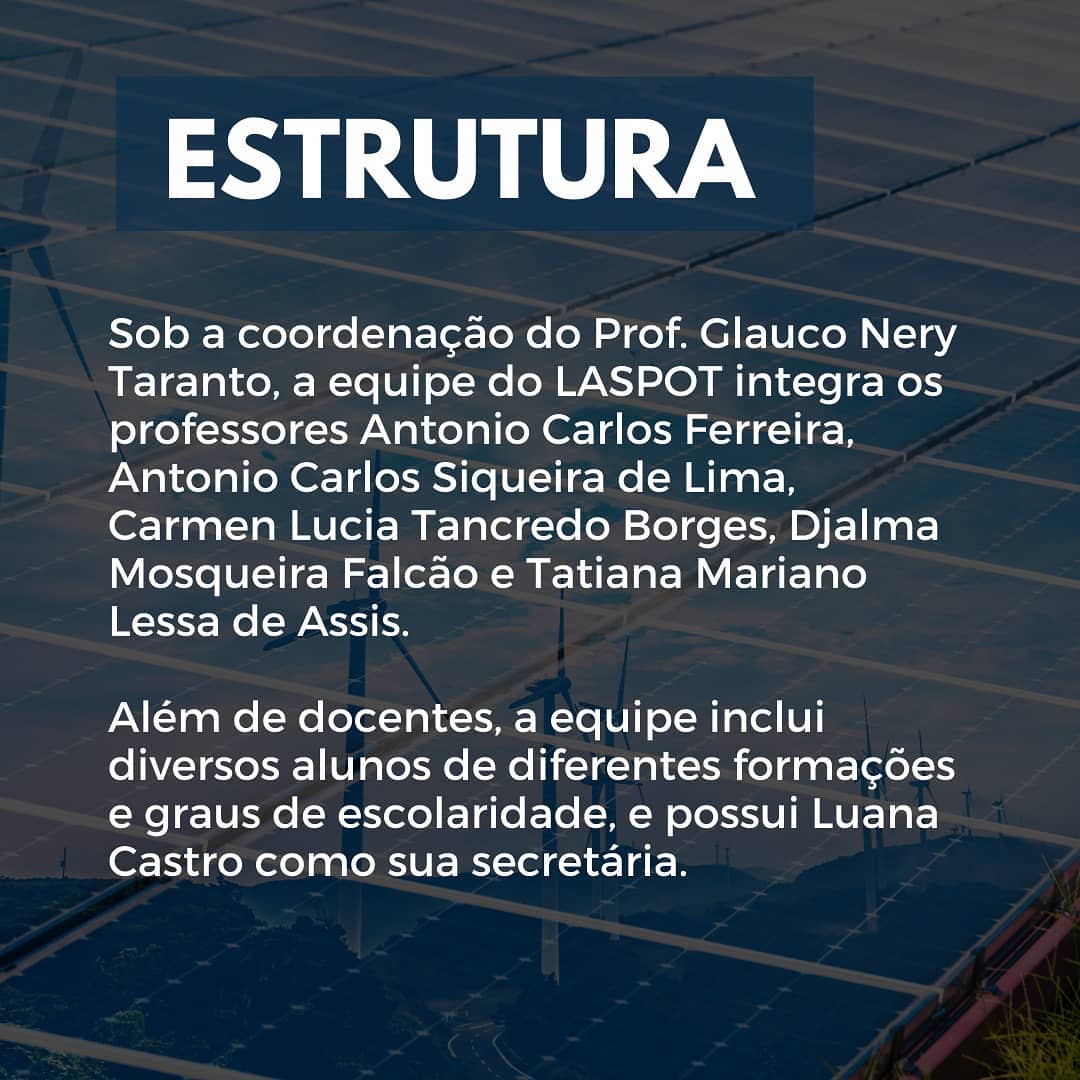 ESTRUTURA
Sob a coordenação do Prof. Glauco Nery
Taranto, a equipe do LASPOT integra os
professores Antonio Carlos Ferreira,
Antonio Carlos Siqueira de Lima,
Carmen Lucia Tancredo Borges, Djalma
Mosqueira Falcão e Tatiana Mariano
Lessa de Assis.
Além de docentes, a equipe inclui
diversos alunos de diferentes formações
e graus de escolaridade, e possui Luana
Castro como sua secretária.